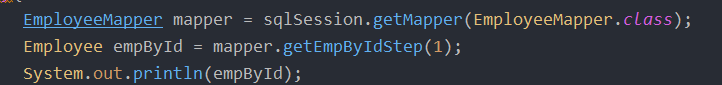 EmployeeMapper mapper = sqlSession.getMapper(EmployeeMapper.class);
Employee empById = mapper.getEmpByIdStep(1);
System.out.println(empById);